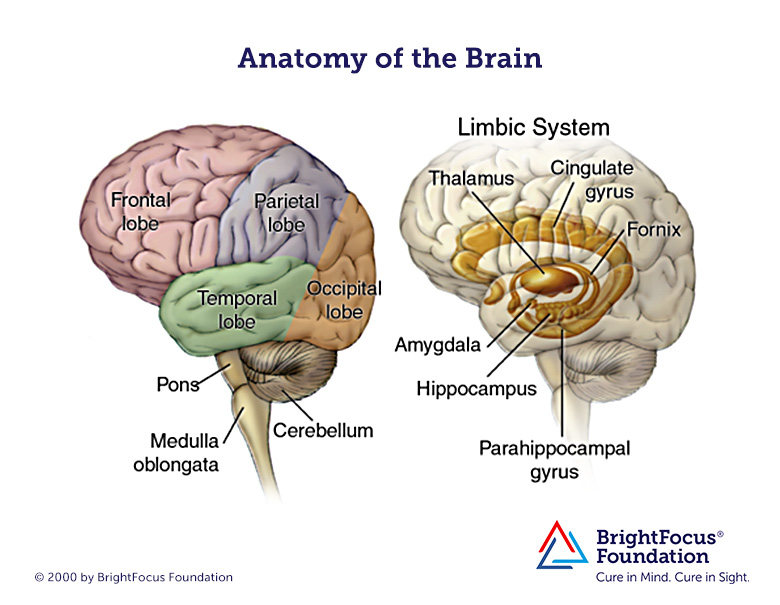 Anatomy of the Brain
Frontal
lobe
Parietal
lobe
Temporal
lobe
Occipital
lobe
Pons
Medulla
oblongata
Cerebellum
Limbic System
Thalamus
Cingulate
gyrus
Fornix
Amygdala
Hippocampus
Parahippocampal
gyrus
© 2000 by BrightFocus Foundation
BrightFocus®
Foundation
Cure in Mind. Cure in Sight.